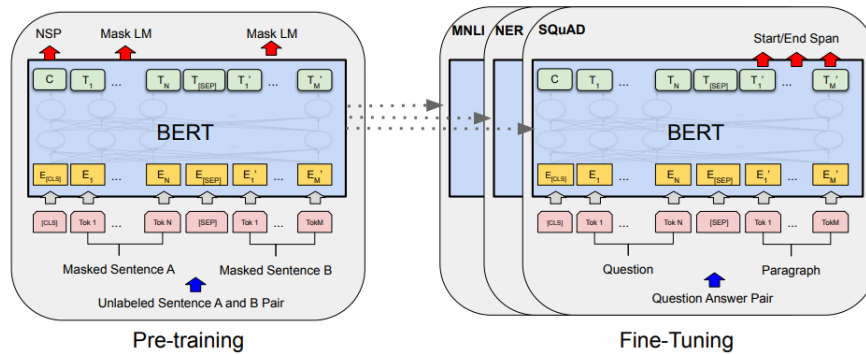 NSP Mask LM Mask LM
C T1 ... TN T[SEP] T1' ... TM'
BERT
E[CLS] E1 ... EN E[SEP] E1' ... EM'
[CLS] Tok 1 ... Tok N [SEP] Tok 1 ... TokM
Masked Sentence A Masked Sentence B
Unlabeled Sentence A and B Pair
Pre-training
MNLI NER SQuAD
Start/End Span
C T1 ... TN T[SEP] T1' ... TM'
BERT
E[CLS] E1 ... EN E[SEP] E1' ... EM'
[CLS] Tok 1 ... Tok N [SEP] Tok 1 ... TokM
Question Paragraph
Question Answer Pair
Fine-Tuning